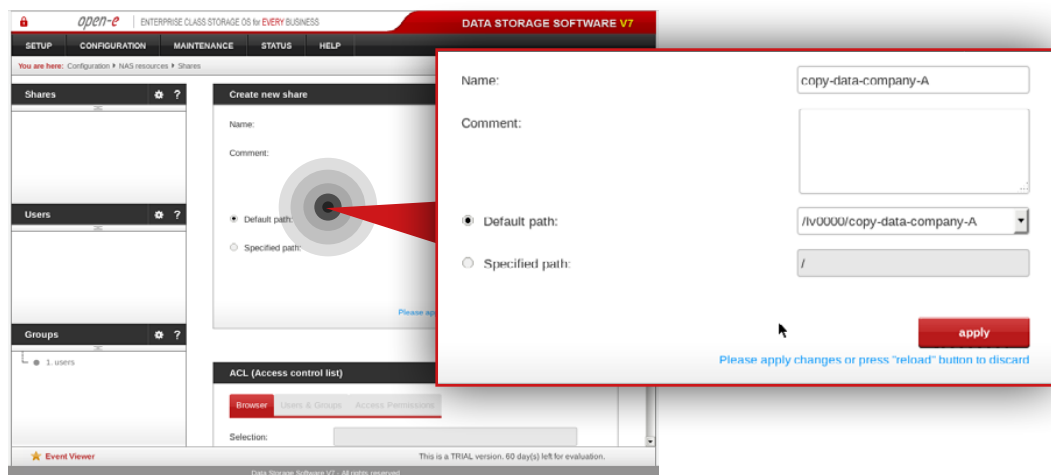 open-e ENTERPRISE CLASS STORAGE OS for EVERY BUSINESS DATA STORAGE SOFTWARE V7
SETUP CONFIGURATION MAINTENANCE STATUS HELP
You are here: Configuration NAS resources Shares
Shares ?
Create new share
Name:
Comment:
Default path:
Specified path:
Please ap
Users ?
Groups ?
1. users
ACL (Access control list)
Browser Users & Groups Access Permissions
Selection:
Name: copy-data-company-A
Comment:
Default path: /lv0000/copy-data-company-A
Specified path: /
apply
Please apply changes or press "reload" button to discard
Event Viewer This is a TRIAL version. 60 day(s) left for evaluation.
Data Storage Software V7 - All rights reserved